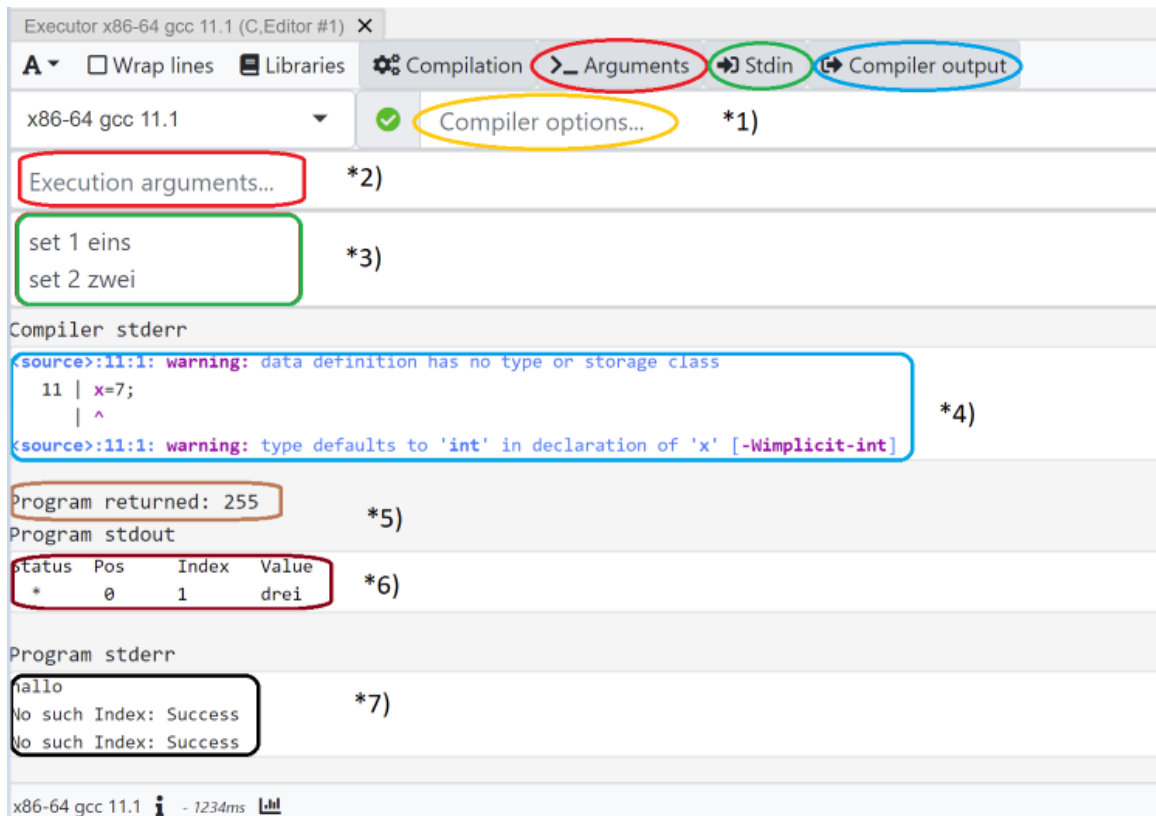 Executor x86-64 gcc 11.1 (C,Editor #1) X
A Wrap lines Libraries Compilation >_ Arguments Stdin Compiler output
x86-64 gcc 11.1 Compiler options... *1)
Execution arguments... *2)
set 1 eins
set 2 zwei
*3)
Compiler stderr
<source>:11:1: warning: data definition has no type or storage class
11 | x=7;
| ^
*4)
<source>:11:1: warning: type defaults to 'int' in declaration of 'x' [-Wimplicit-int]
Program returned: 255
*5)
Program stdout
Status Pos Index Value
* 0 1 drei
*6)
Program stderr
hallo
No such Index: Success
No such Index: Success
*7)
x86-64 gcc 11.1 i - 1234ms